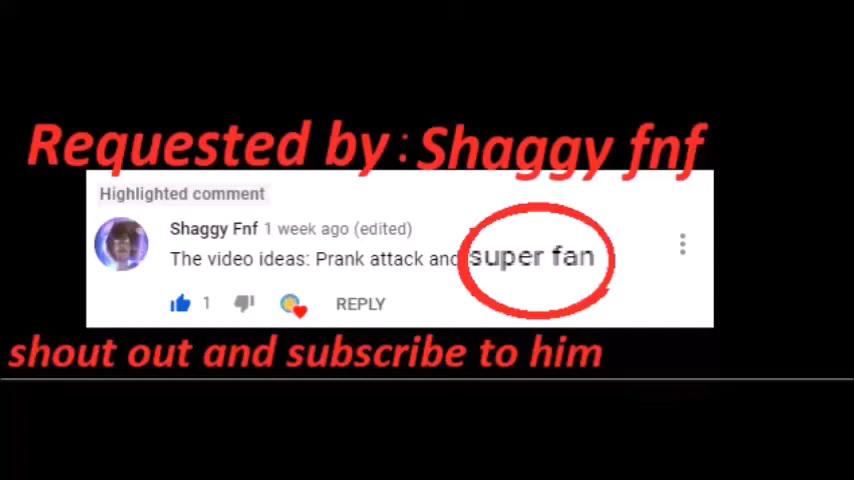 Requested by : Shaggy fnf
Highlighted comment
Shaggy Fnf 1 week ago (edited)
The video ideas: Prank attack and super fan
1 REPLY
shout out and subscribe to him